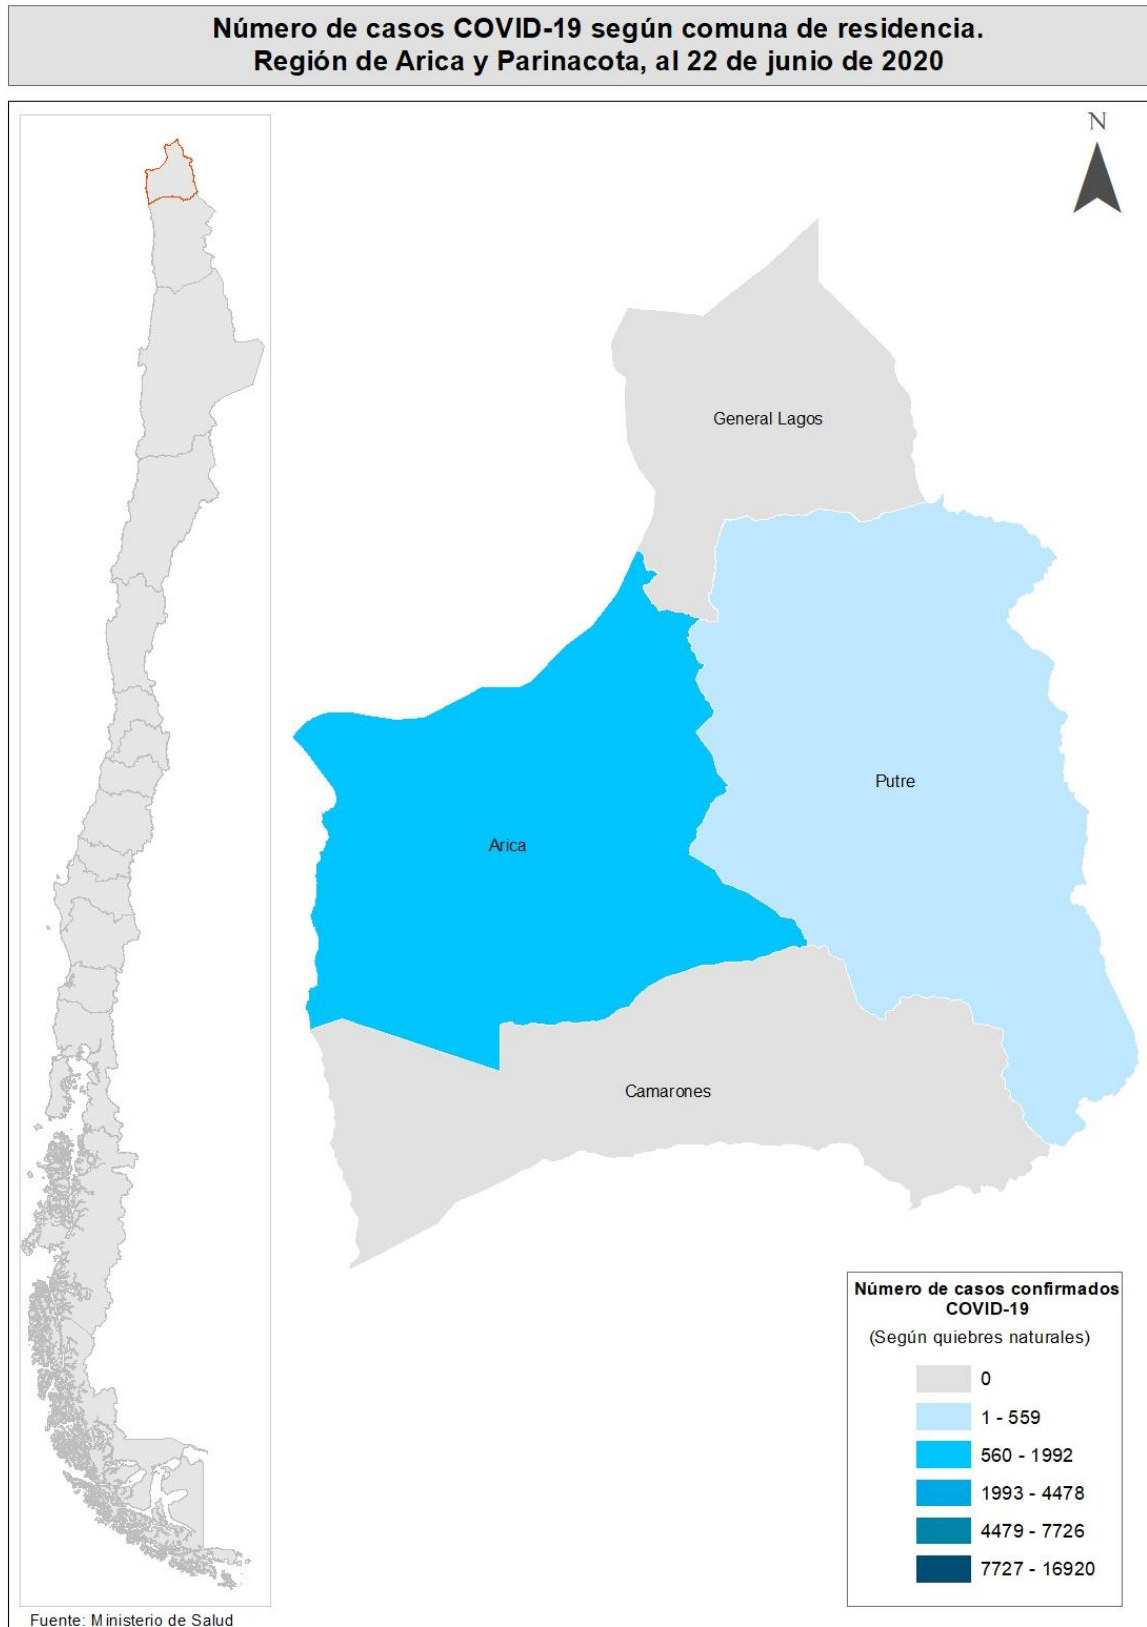 Número de casos COVID-19 según comuna de residencia.
Región de Arica y Parinacota, al 22 de junio de 2020
N
General Lagos
Putre
Arica
Camarones
Número de casos confirmados
COVID-19
(Según quiebres naturales)
0
1 - 559
560 - 1992
1993 - 4478
4479 - 7726
7727 - 16920
Fuente: Ministerio de Salud